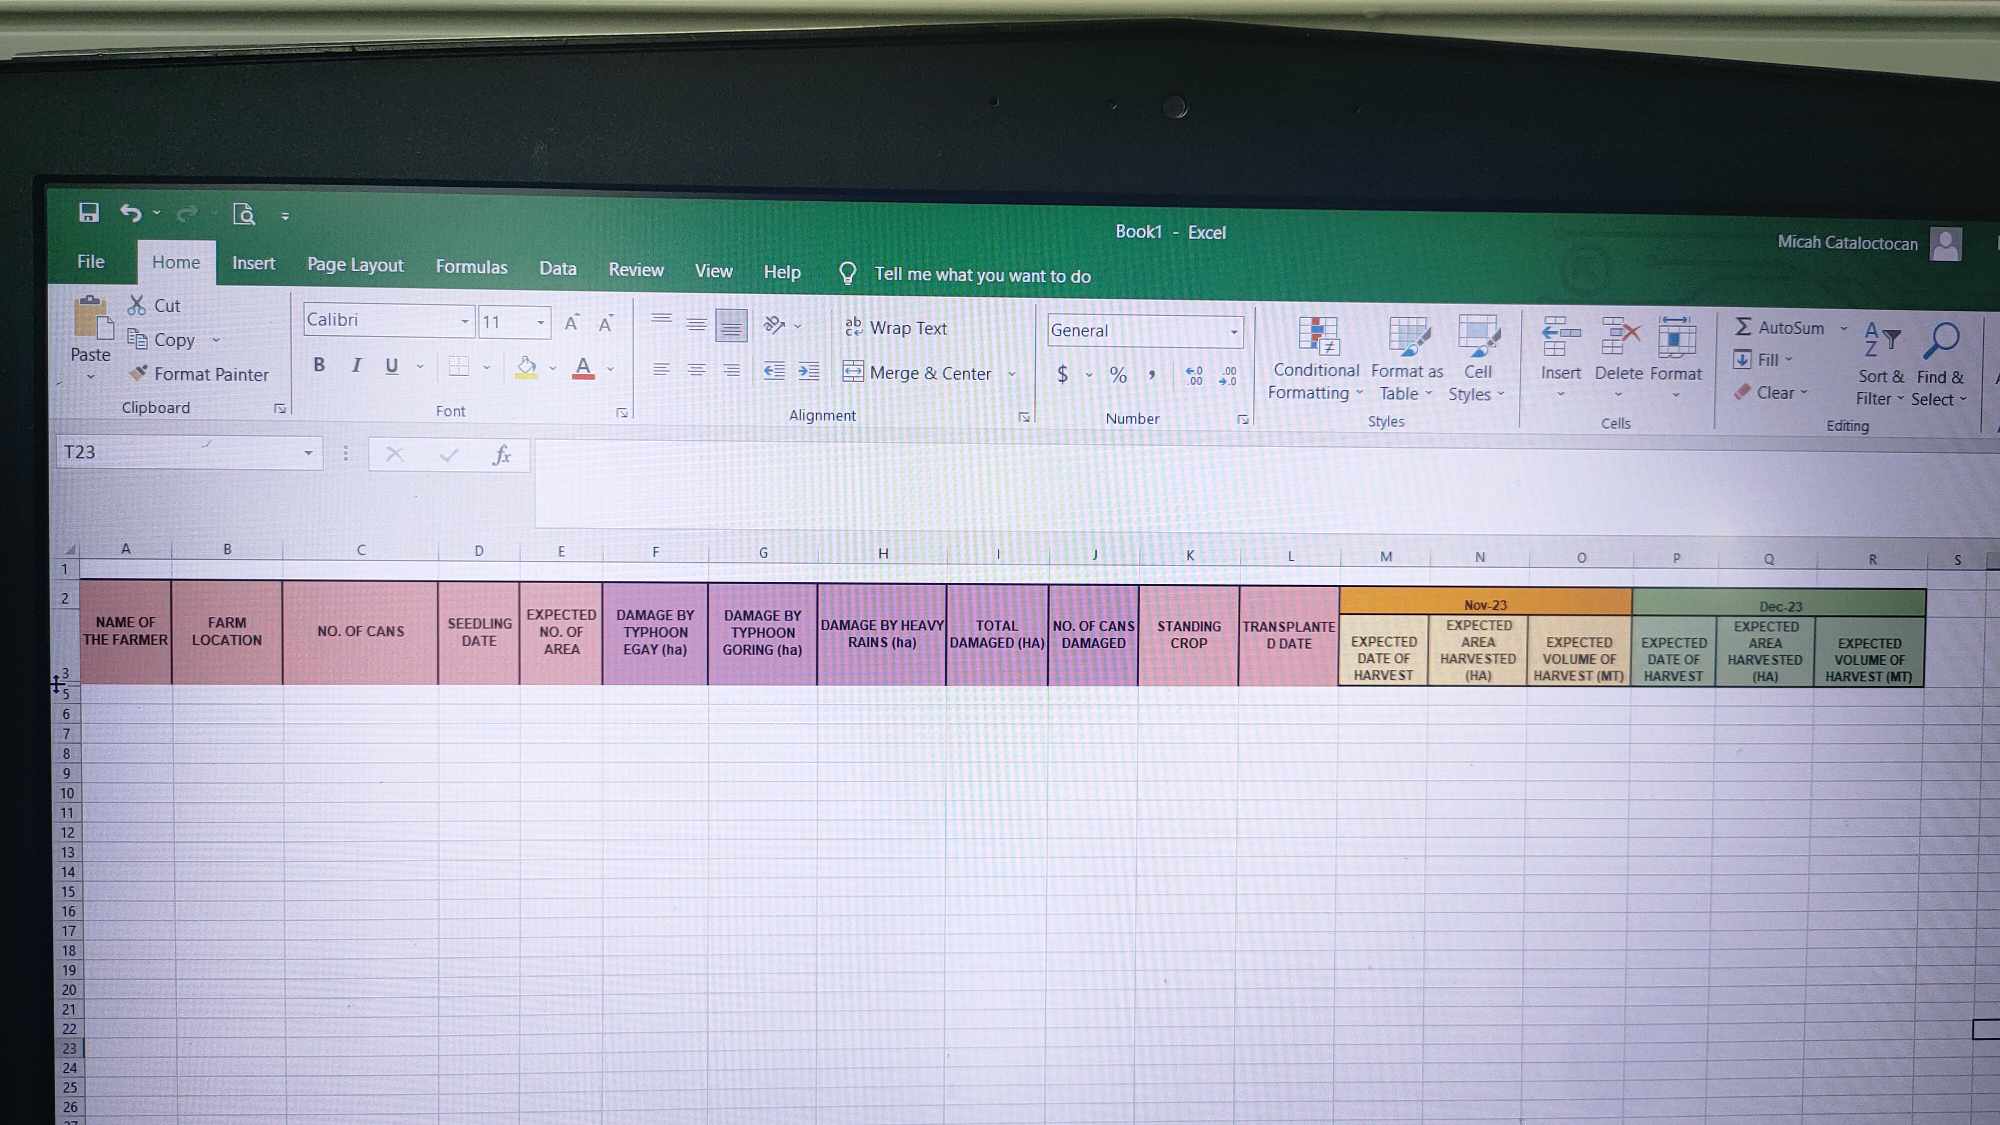 Book1 - Excel
Micah Cataloctocan
File Home Insert Page Layout Formulas Data Review View Help Tell me what you want to do
Paste
Cut
Copy
Format Painter
Clipboard
Calibri 11 A A
B I U A
Font
ab Wrap Text
Merge & Center
Alignment
General
$ % , .00 .00
Number
Conditional
Formatting
Format as
Table
Cell
Styles
Styles
Insert Delete Format
Cells
AutoSum
Fill
Clear
Sort &
Filter
Find &
Select
Editing
T23
fx
A B C D E F G H I J K L M N O P Q R S
1
2
3
5
6
7
8
9
10
11
12
13
14
15
16
17
18
19
20
21
22
23
24
25
26
27
NAME OF
THE FARMER
FARM
LOCATION
NO. OF CANS
SEEDLING
DATE
EXPECTED
NO. OF
AREA
DAMAGE BY
TYPHOON
EGAY (ha)
DAMAGE BY
TYPHOON
GORING (ha)
DAMAGE BY HEAVY
RAINS (ha)
TOTAL
DAMAGED (HA)
NO. OF CANS
DAMAGED
STANDING
CROP
TRANSPLANTE
D DATE
Nov-23
EXPECTED
DATE OF
HARVEST
EXPECTED
AREA
HARVESTED
(HA)
EXPECTED
VOLUME OF
HARVEST (MT)
Dec-23
EXPECTED
DATE OF
HARVEST
EXPECTED
AREA
HARVESTED
(HA)
EXPECTED
VOLUME OF
HARVEST (MT)